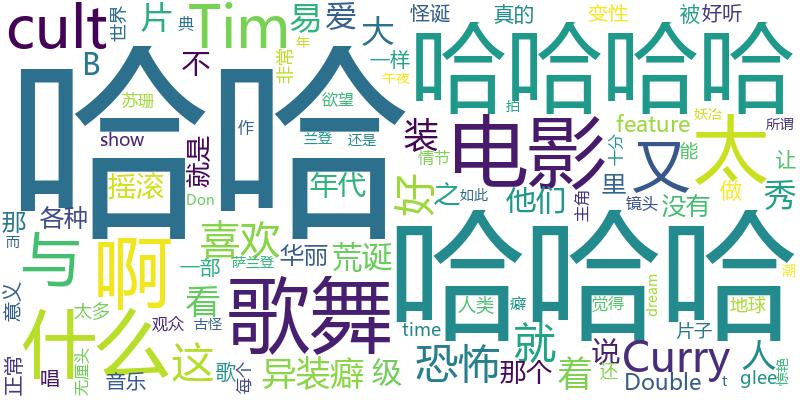 cult
世界
片
典
Tim
年
易
爱
大
怪诞
真的
变性
被
好听
B
不
非常
一样
午夜
哈哈哈哈
哈哈
苏珊
show
作
欲望
兰登
还是
拍
妖冶
所谓
就是
装
电影
feature
又
太
摇滚
年代
情节
十分
能
让
Don
好
之
如此
他们
主角
里
镜头
没有
做
秀
那
各种
而
与
啊
喜欢
华丽
荒诞
哈哈哈
一部
萨兰登
意义
太多
看
歌舞
人类
癖
dream
觉得
地球
潮
什么
观众
古怪
time
就
片子
这
恐怖
说
Curry
人
正常
唱
无厘头
音乐
歌
每个
异装癖
级
那个
着
还
Double
t
glee
惊艳